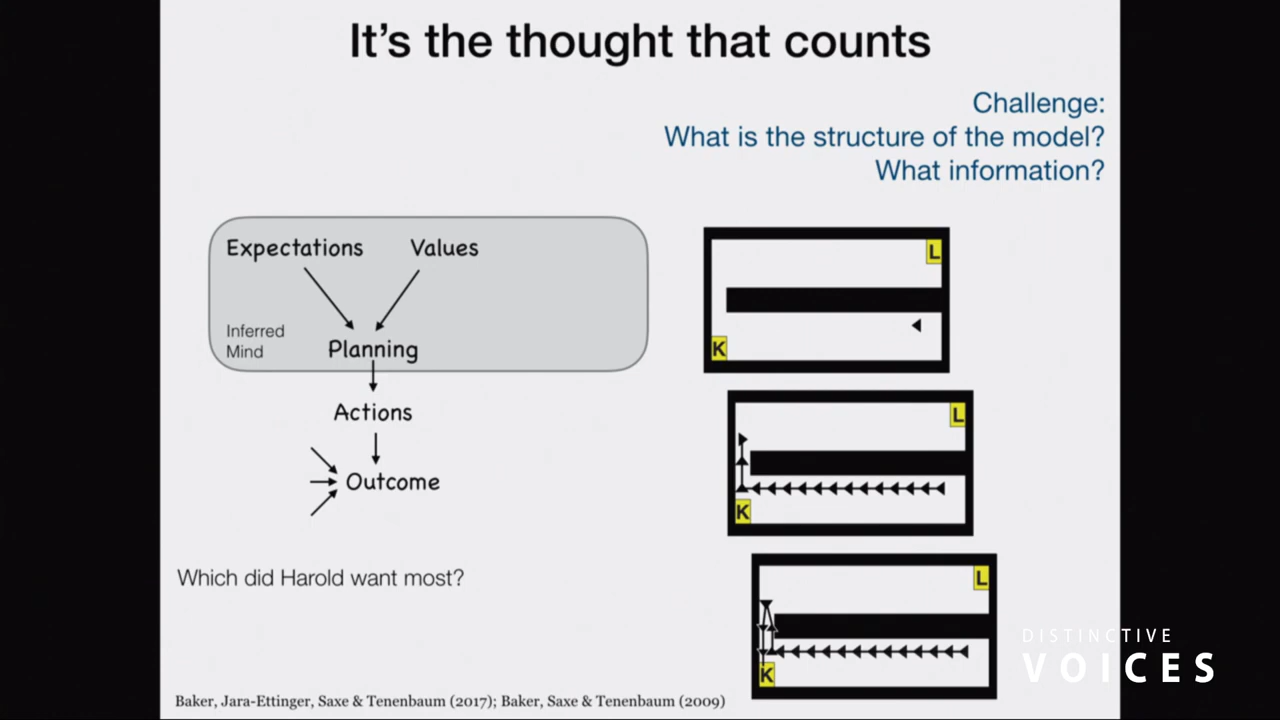 It's the thought that counts
Challenge:
What is the structure of the model?
What information?
Expectations
Values
Inferred
Mind
Planning
Actions
Outcome
Which did Harold want most?
L
K
L
K
L
K
Baker, Jara-Ettinger, Saxe & Tenenbaum (2017); Baker, Saxe & Tenenbaum (2009)
DISTINCTIVE
VOICES